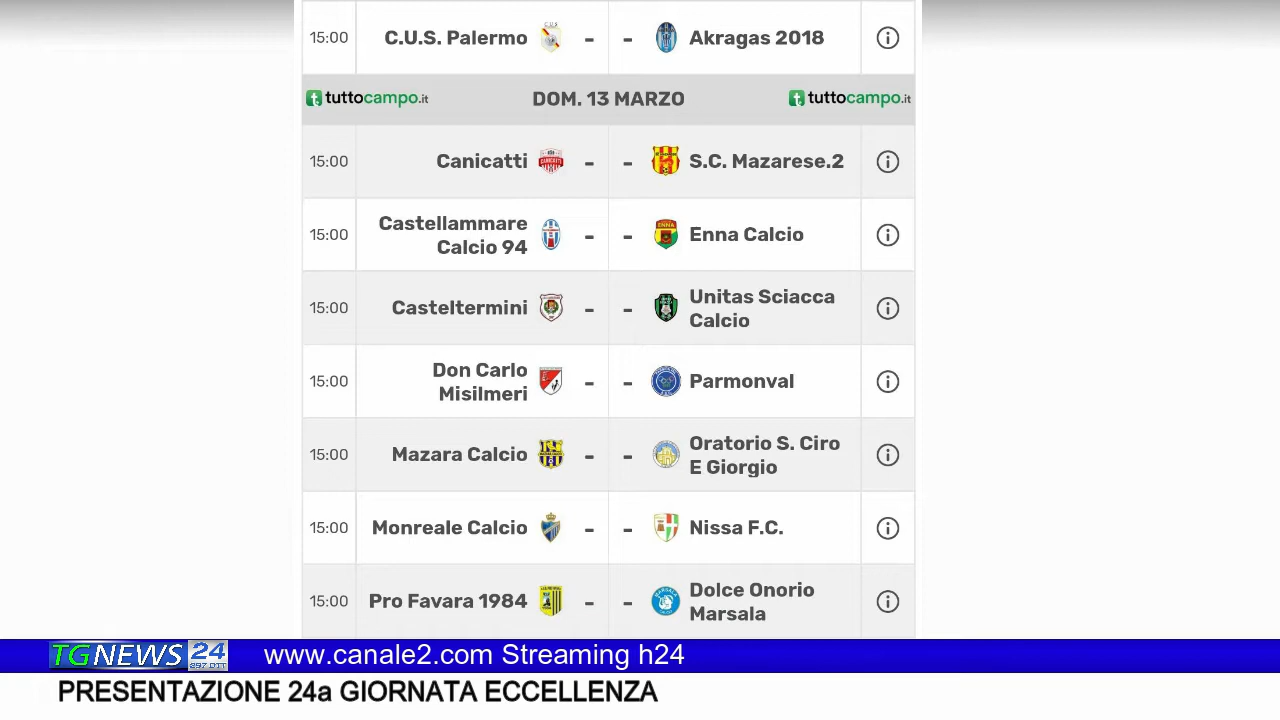 15:00 C.U.S. Palermo - - Akragas 2018
tuttocampo.it DOM. 13 MARZO tuttocampo.it
15:00 Canicatti - - S.C. Mazarese.2
15:00 Castellammare Calcio 94 - - Enna Calcio
15:00 Casteltermini - - Unitas Sciacca Calcio
15:00 Don Carlo Misilmeri - - Parmonval
15:00 Mazara Calcio - - Oratorio S. Ciro E Giorgio
15:00 Monreale Calcio - - Nissa F.C.
15:00 Pro Favara 1984 - - Dolce Onorio Marsala
TGNEWS 24 www.canale2.com Streaming h24
PRESENTAZIONE 24a GIORNATA ECCELLENZA